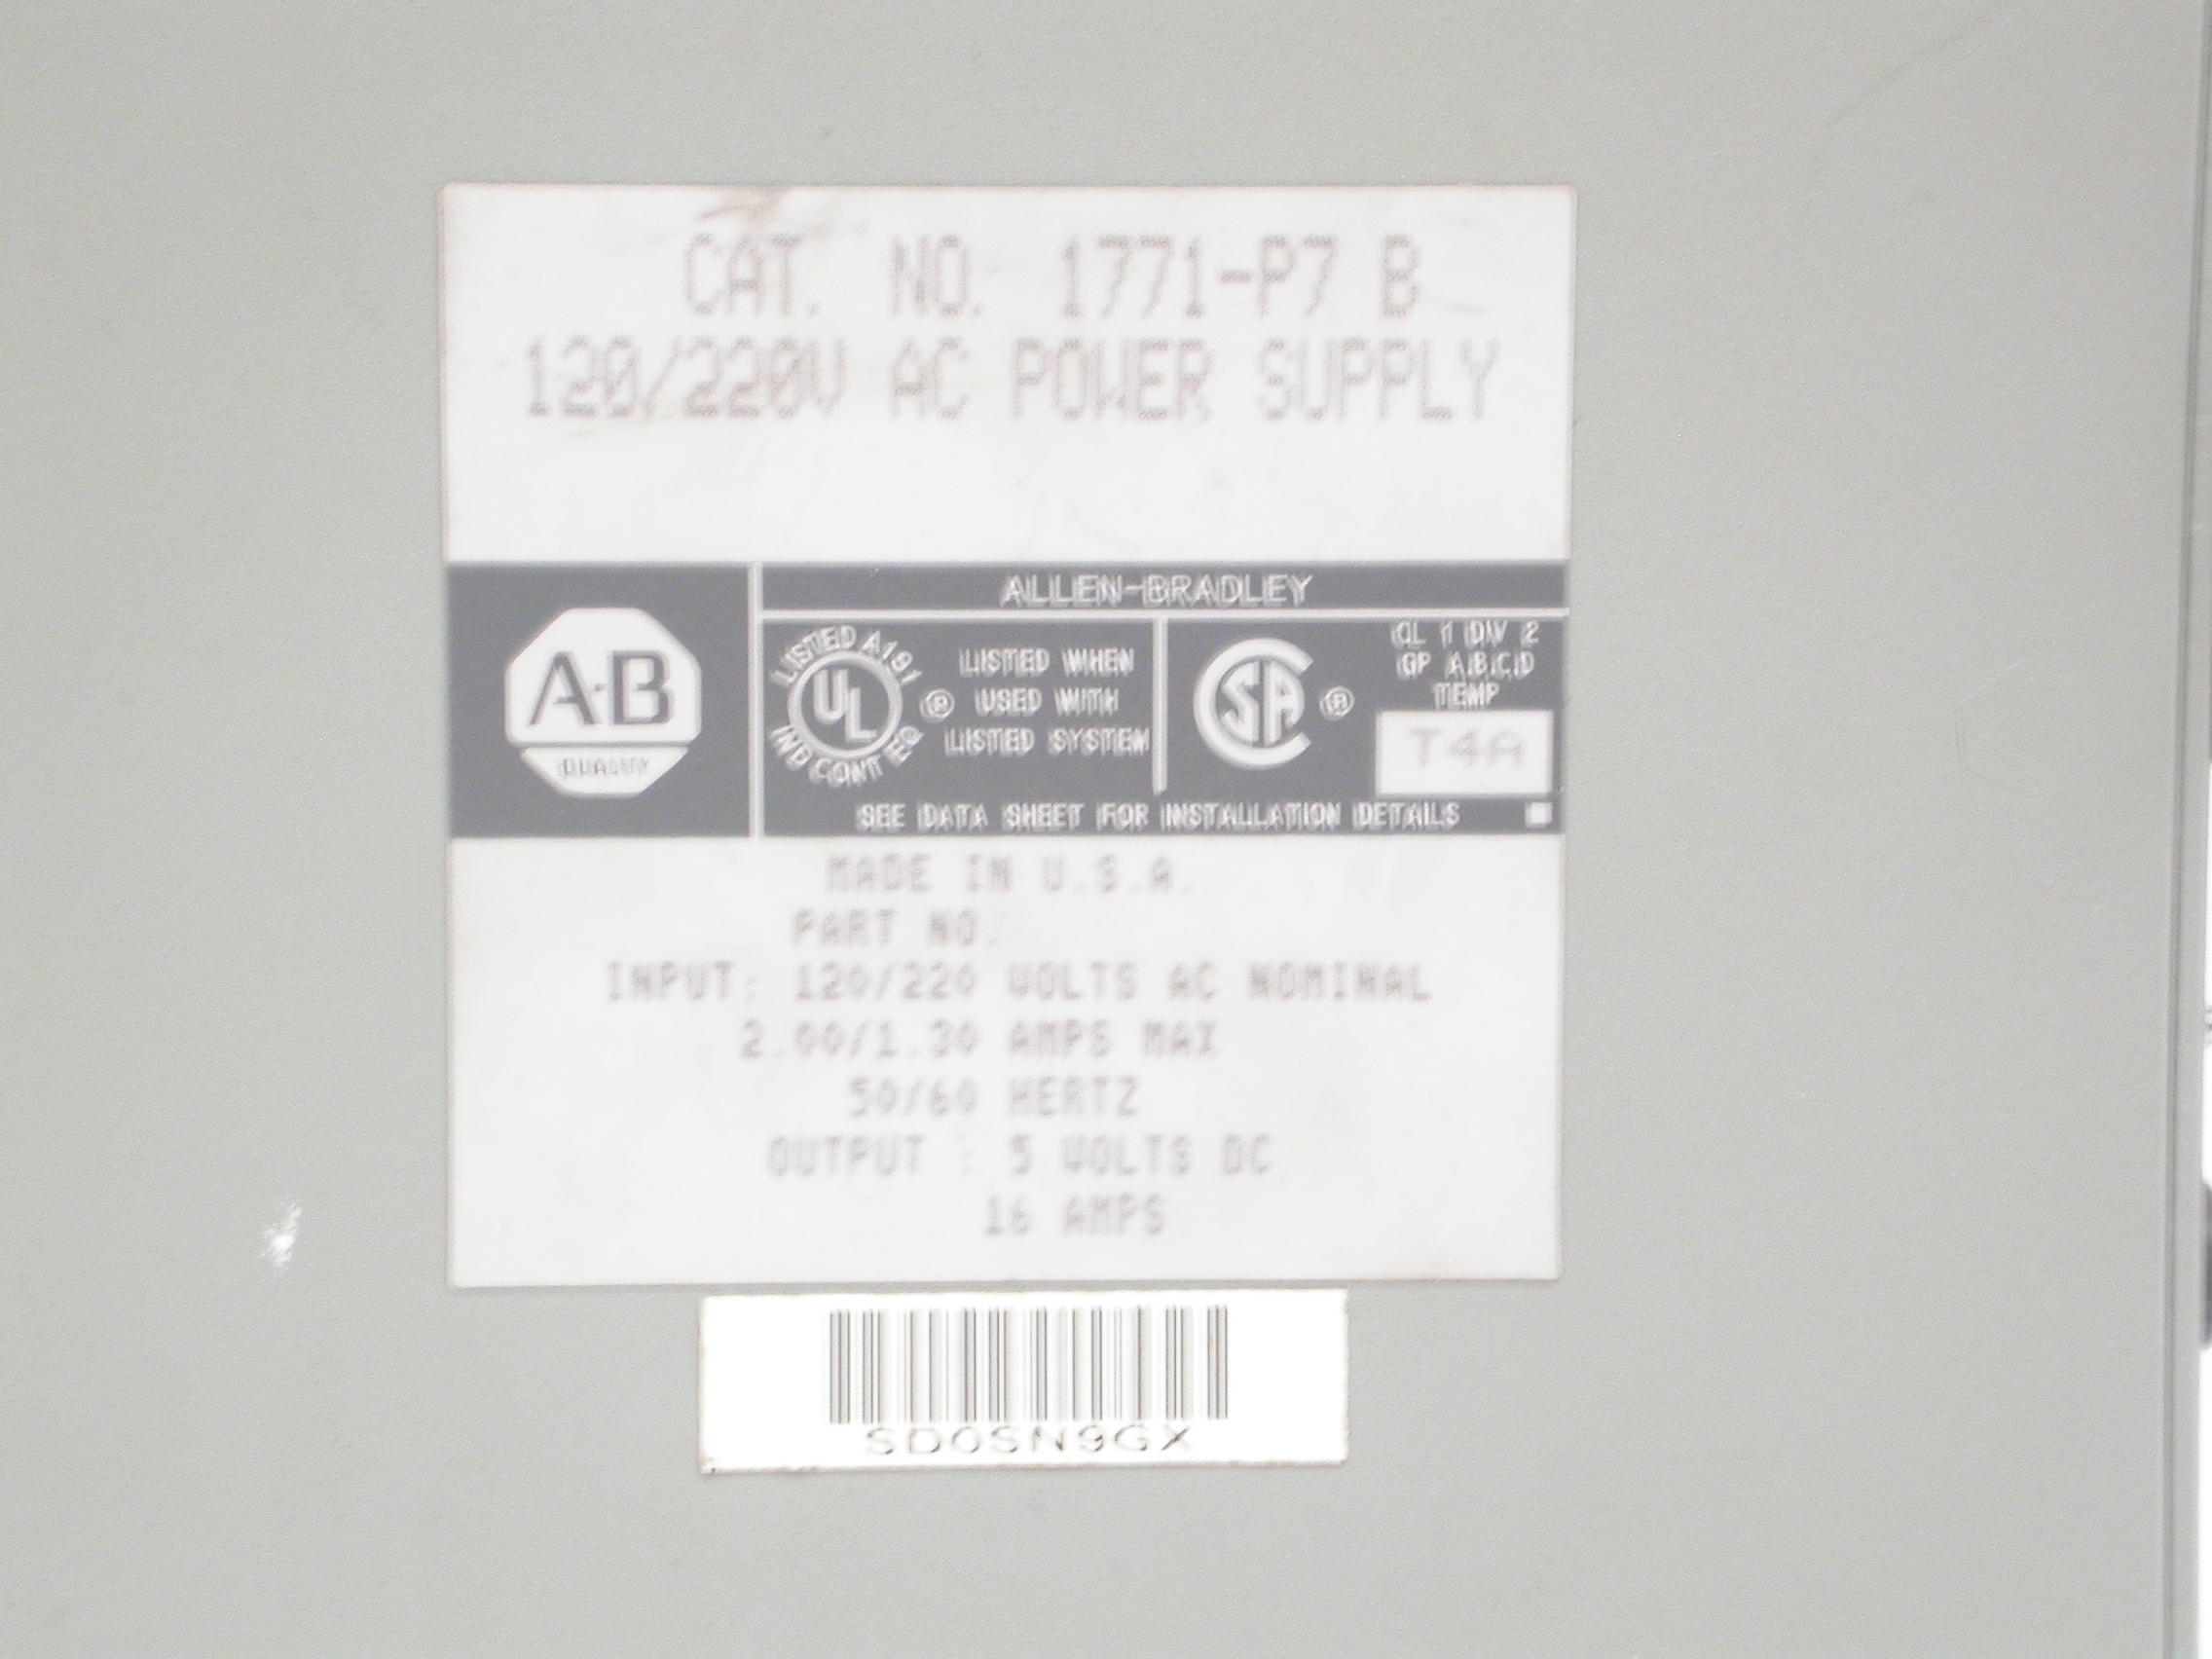 CAT. NO. 1771-P7 B
120/220V AC POWER SUPPLY
ALLEN-BRADLEY
A-B
QUALITY
LISTED A191
UL
IND CONT EQ
®
LISTED WHEN
USED WITH
LISTED SYSTEM
SA
®
CL 1 DIV 2
GP A,B,C,D
TEMP
T4A
SEE DATA SHEET FOR INSTALLATION DETAILS
MADE IN U.S.A.
PART NO.
INPUT: 120/220 VOLTS AC NOMINAL
2.00/1.30 AMPS MAX
50/60 HERTZ
OUTPUT : 5 VOLTS DC
16 AMPS
SD0SN9GX